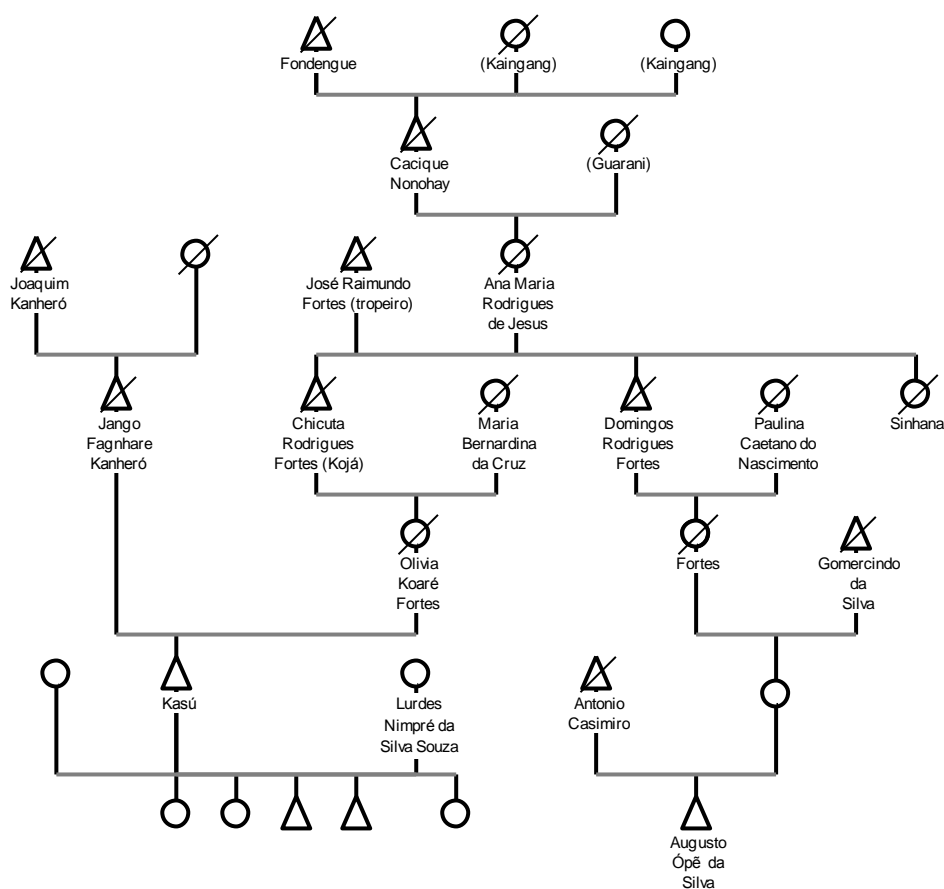 Fondengue
(Kaingang)
(Kaingang)
Cacique
Nonohay
(Guarani)
Joaquim
Kanheró
José Raimundo
Fortes (tropeiro)
Ana Maria
Rodrigues
de Jesus
Jango
Fagnhare
Kanheró
Chicuta
Rodrigues
Fortes (Kojá)
Maria
Bernardina
da Cruz
Domingos
Rodrigues
Fortes
Paulina
Caetano do
Nascimento
Sinhana
Olivia
Koaré
Fortes
Fortes
Gomercindo
da
Silva
Kasú
Lurdes
Nimpré da
Silva Souza
Antonio
Casimiro
Augusto
Ópẽ da
Silva